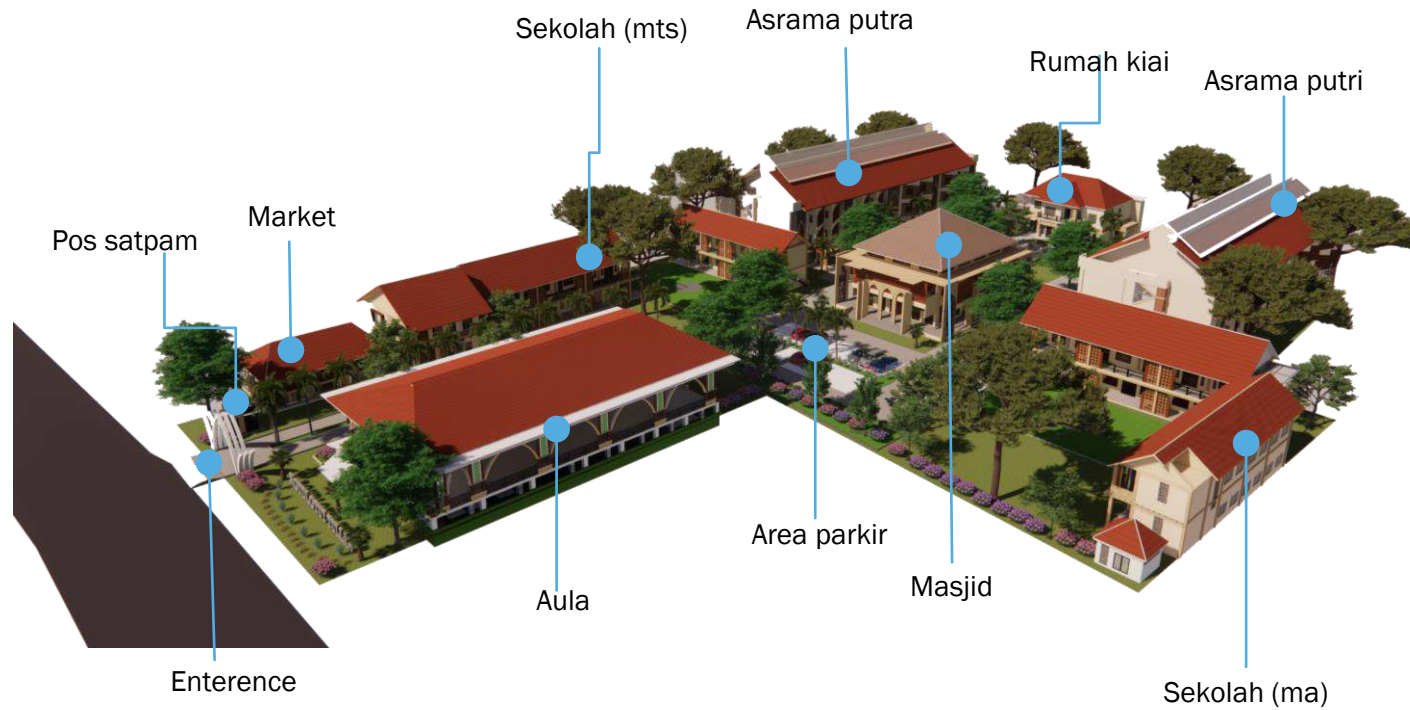 Sekolah (mts)
Asrama putra
Rumah kiai
Asrama putri
Market
Pos satpam
Area parkir
Masjid
Aula
Enterence
Sekolah (ma)